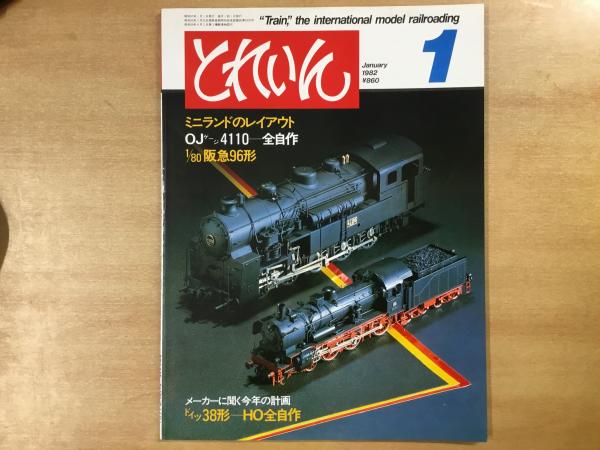 "Train," the international model railroading
とれいん
1
January
1982
¥860
ミニランドのレイアウト
OJゲージ4110—全自作
1/80 阪急96形
メーカーに聞く今年の計画
ドイツ38形—HO全自作